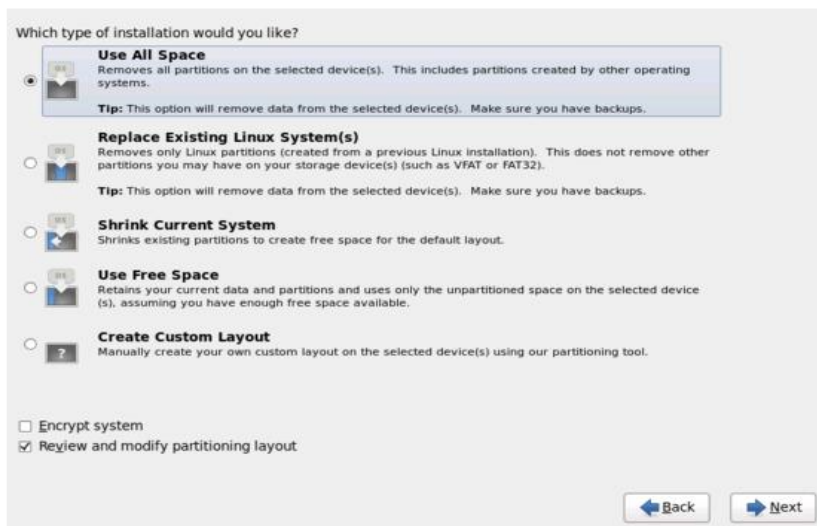 Which type of installation would you like?
Use All Space
Removes all partitions on the selected device(s). This includes partitions created by other operating
systems.
Tip: This option will remove data from the selected device(s). Make sure you have backups.
Replace Existing Linux System(s)
Removes only Linux partitions (created from a previous Linux installation). This does not remove other
partitions you may have on your storage device(s) (such as VFAT or FAT32).
Tip: This option will remove data from the selected device(s). Make sure you have backups.
Shrink Current System
Shrinks existing partitions to create free space for the default layout.
Use Free Space
Retains your current data and partitions and uses only the unpartitioned space on the selected device
(s), assuming you have enough free space available.
?
Create Custom Layout
Manually create your own custom layout on the selected device(s) using our partitioning tool.
Encrypt system
Review and modify partitioning layout
Back
Next